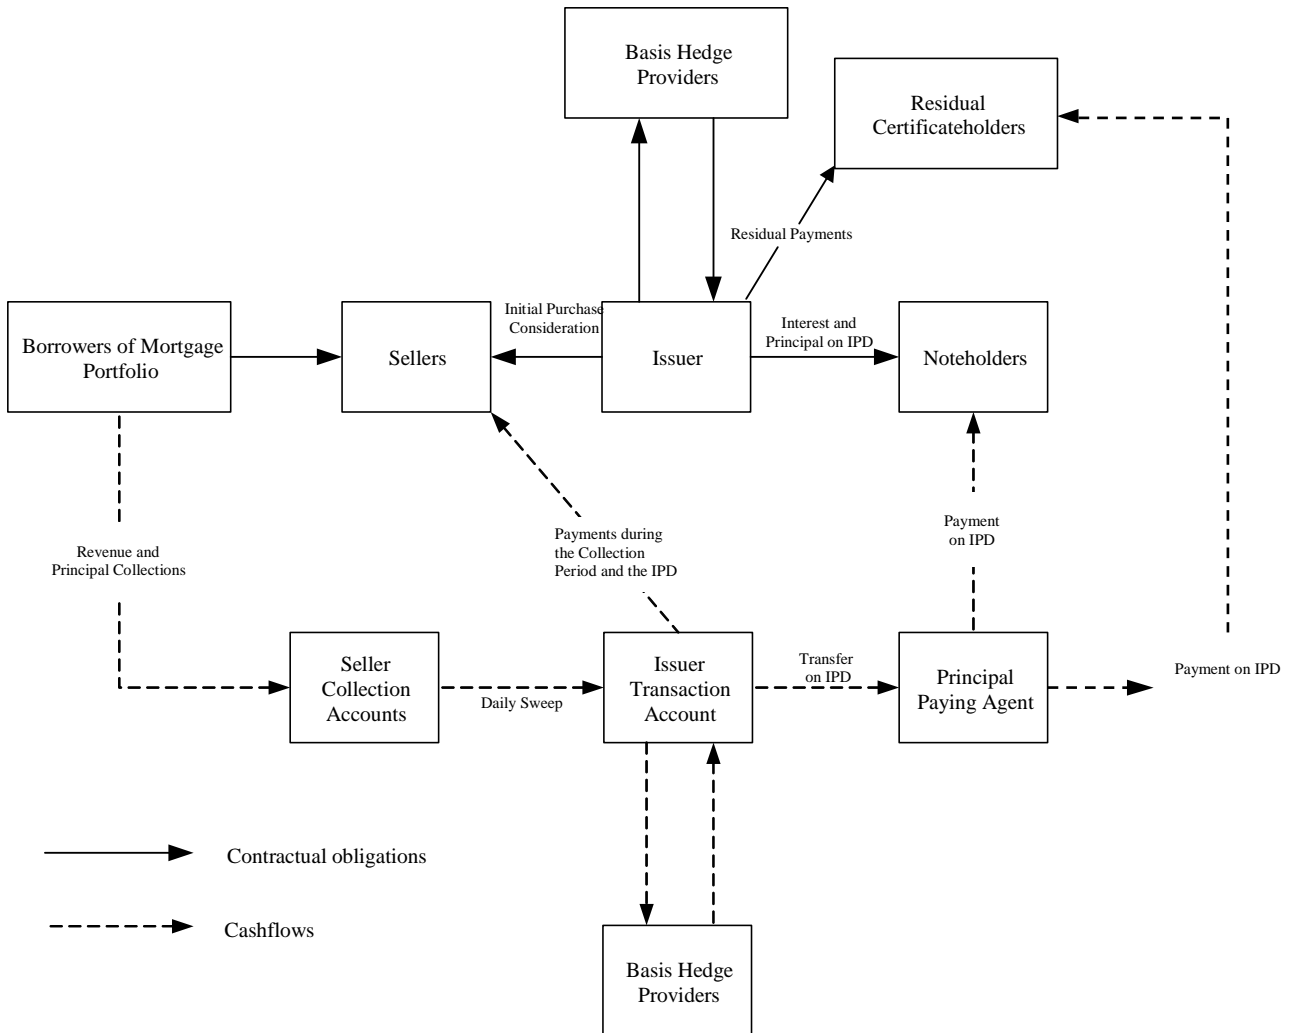 Basis Hedge
Providers
Residual
Certificateholders
Residual Payments
Borrowers of Mortgage
Portfolio
Sellers
Initial Purchase
Consideration
Issuer
Interest and
Principal on IPD
Noteholders
Revenue and
Principal Collections
Payments during
the Collection
Period and the IPD
Payment
on IPD
Seller
Collection
Accounts
Daily Sweep
Issuer
Transaction
Account
Transfer
on IPD
Principal
Paying Agent
Payment on IPD
Contractual obligations
Cashflows
Basis Hedge
Providers